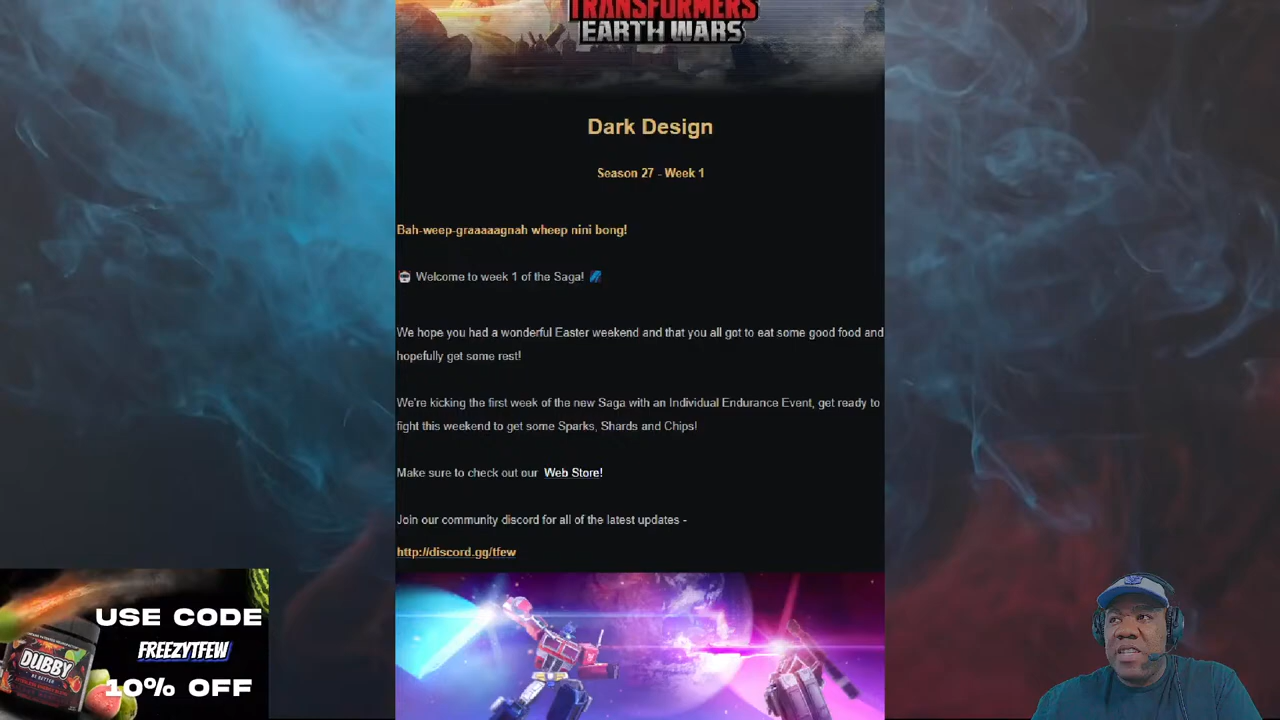 TRANSFORMERS
EARTH WARS
Dark Design
Season 27 - Week 1
Bah-weep-graaaaagnah wheep nini bong!
Welcome to week 1 of the Saga!
We hope you had a wonderful Easter weekend and that you all got to eat some good food and
hopefully get some rest!
We're kicking the first week of the new Saga with an Individual Endurance Event, get ready to
fight this weekend to get some Sparks, Shards and Chips!
Make sure to check out our Web Store!
Join our community discord for all of the latest updates -
http://discord.gg/tfew
USE CODE
FREEZYTFEW
10% OFF
DUBBY
BE BETTER